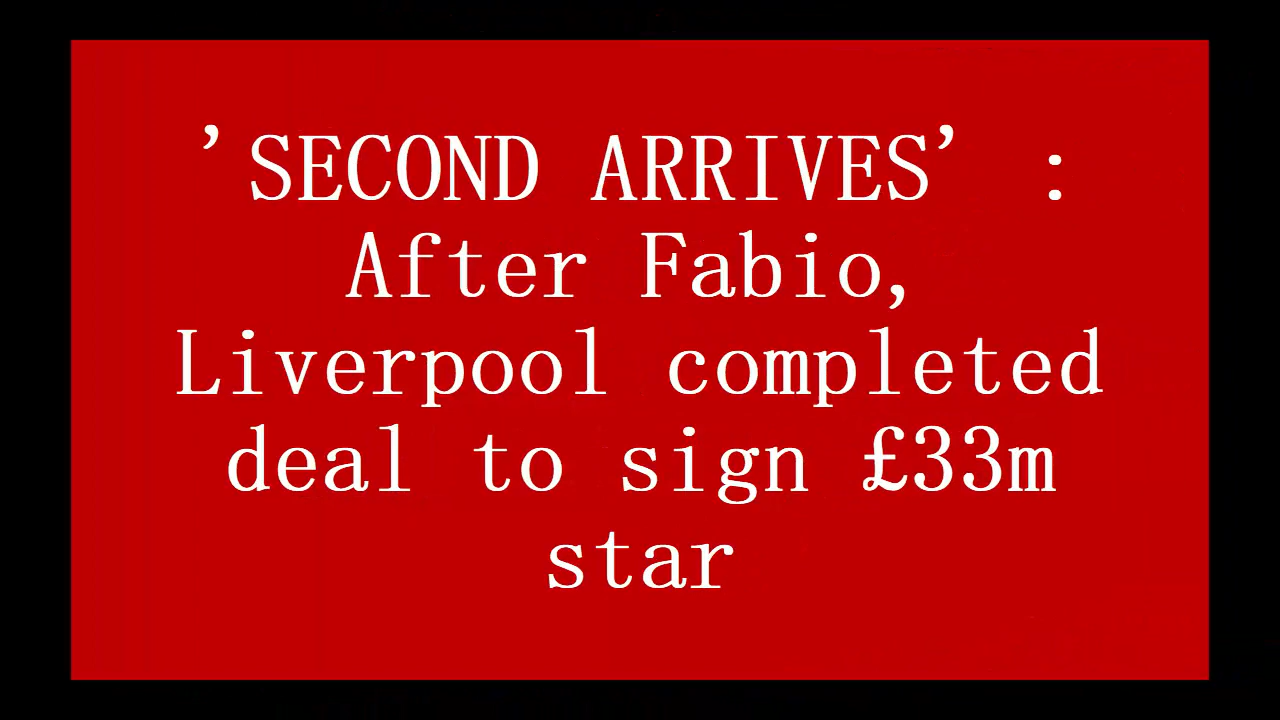 'SECOND ARRIVES' :
After Fabio,
Liverpool completed
deal to sign £33m
star